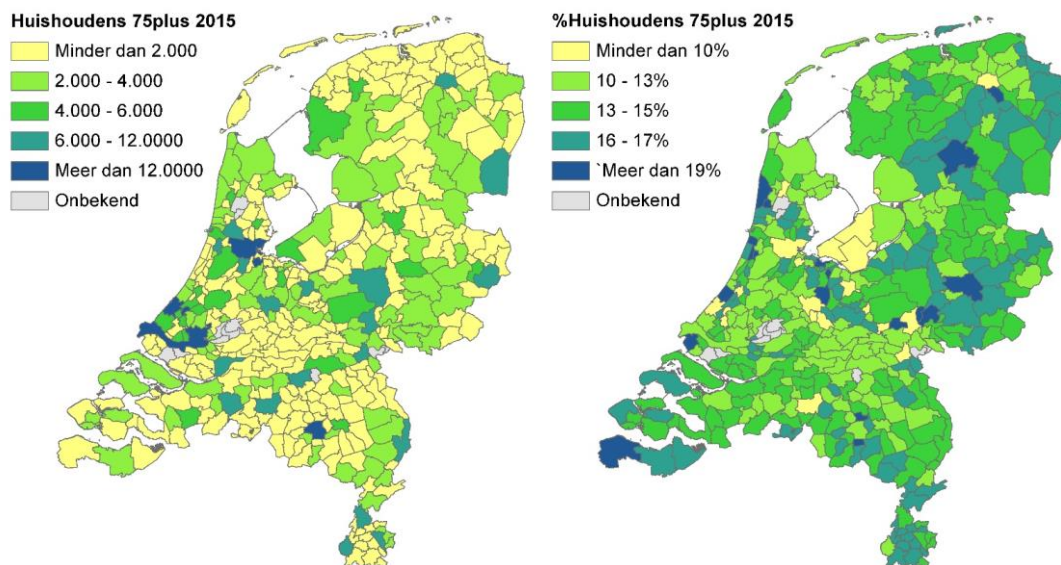 Huishoudens 75plus 2015
Minder dan 2.000
2.000 - 4.000
4.000 - 6.000
6.000 - 12.0000
Meer dan 12.0000
Onbekend
%Huishoudens 75plus 2015
Minder dan 10%
10 - 13%
13 - 15%
16 - 17%
`Meer dan 19%
Onbekend